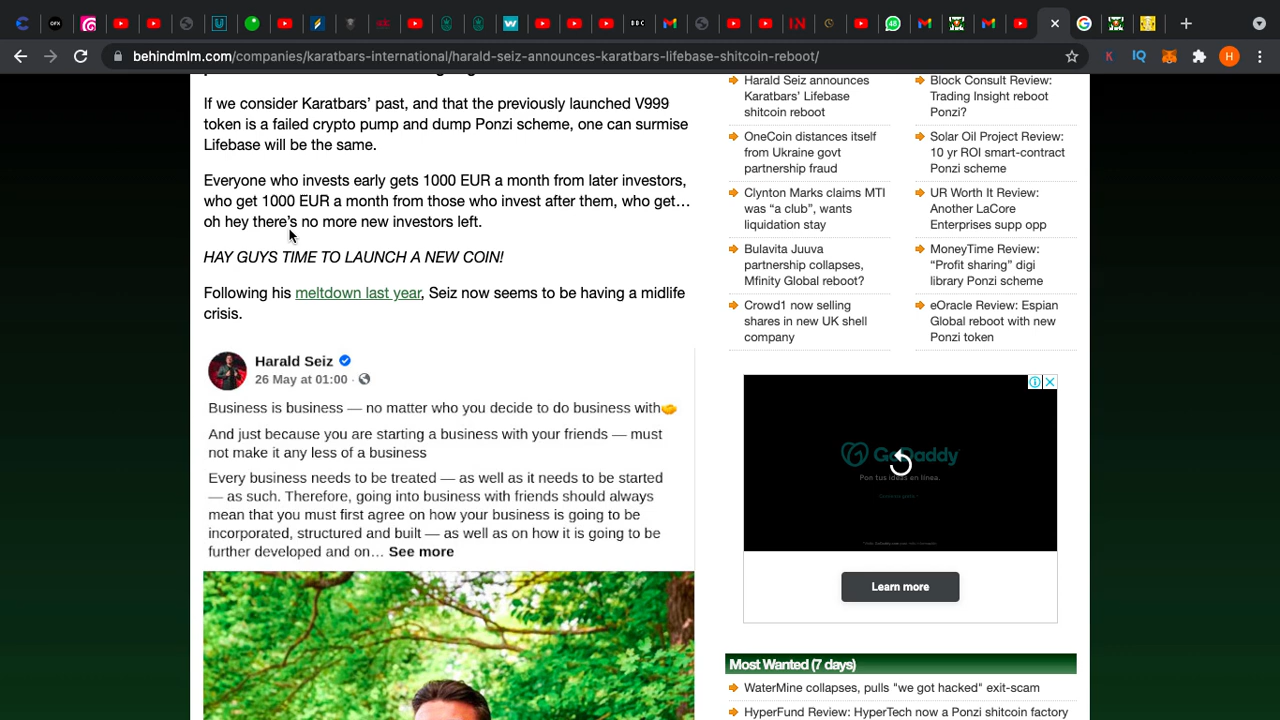 48
H
behindmlm.com/companies/karatbars-international/harald-seiz-announces-karatbars-lifebase-shitcoin-reboot/
If we consider Karatbars’ past, and that the previously launched V999
token is a failed crypto pump and dump Ponzi scheme, one can surmise
Lifebase will be the same.
Everyone who invests early gets 1000 EUR a month from later investors,
who get 1000 EUR a month from those who invest after them, who get…
oh hey there’s no more new investors left.
HAY GUYS TIME TO LAUNCH A NEW COIN!
Following his meltdown last year, Seiz now seems to be having a midlife
crisis.
Harald Seiz
26 May at 01:00 ·
Business is business — no matter who you decide to do business with
And just because you are starting a business with your friends — must
not make it any less of a business
Every business needs to be treated — as well as it needs to be started
— as such. Therefore, going into business with friends should always
mean that you must first agree on how your business is going to be
incorporated, structured and built — as well as on how it is going to be
further developed and on… See more
Harald Seiz announces
Karatbars’ Lifebase
shitcoin reboot
OneCoin distances itself
from Ukraine govt
partnership fraud
Clynton Marks claims MTI
was “a club”, wants
liquidation stay
Bulavita Juuva
partnership collapses,
Mfinity Global reboot?
Crowd1 now selling
shares in new UK shell
company
Block Consult Review:
Trading Insight reboot
Ponzi?
Solar Oil Project Review:
10 yr ROI smart-contract
Ponzi scheme
UR Worth It Review:
Another LaCore
Enterprises supp opp
MoneyTime Review:
“Profit sharing” digi
library Ponzi scheme
eOracle Review: Espian
Global reboot with new
Ponzi token
GoDaddy
Pon tus ideas en línea.
Learn more
Most Wanted (7 days)
WaterMine collapses, pulls "we got hacked" exit-scam
HyperFund Review: HyperTech now a Ponzi shitcoin factory